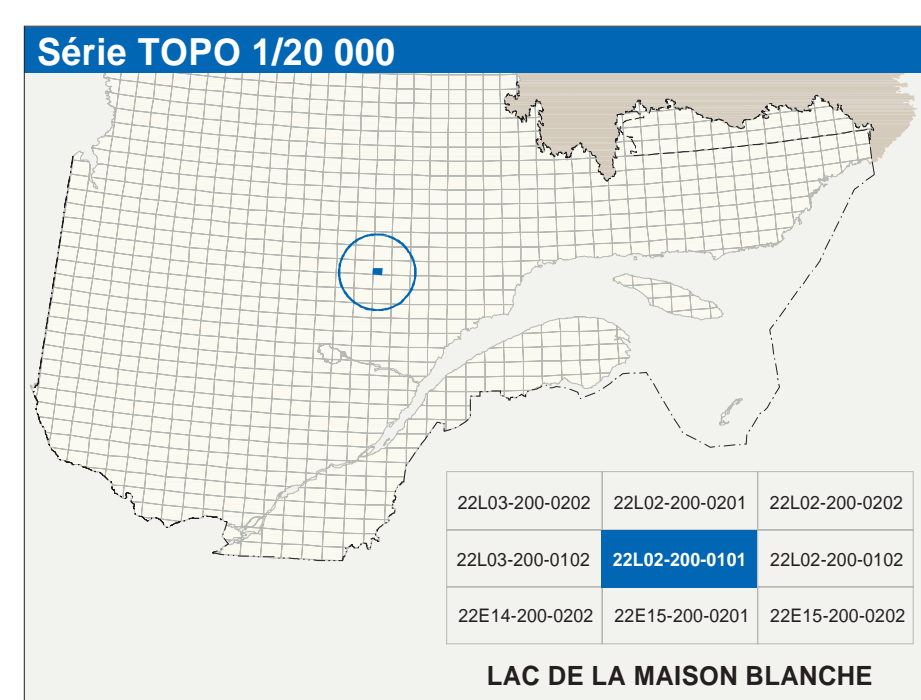 Série TOPO 1/20 000
22L03-200-0202 22L02-200-0201 22L02-200-0202
22L03-200-0102 22L02-200-0101 22L02-200-0102
22E14-200-0202 22E15-200-0201 22E15-200-0202
LAC DE LA MAISON BLANCHE